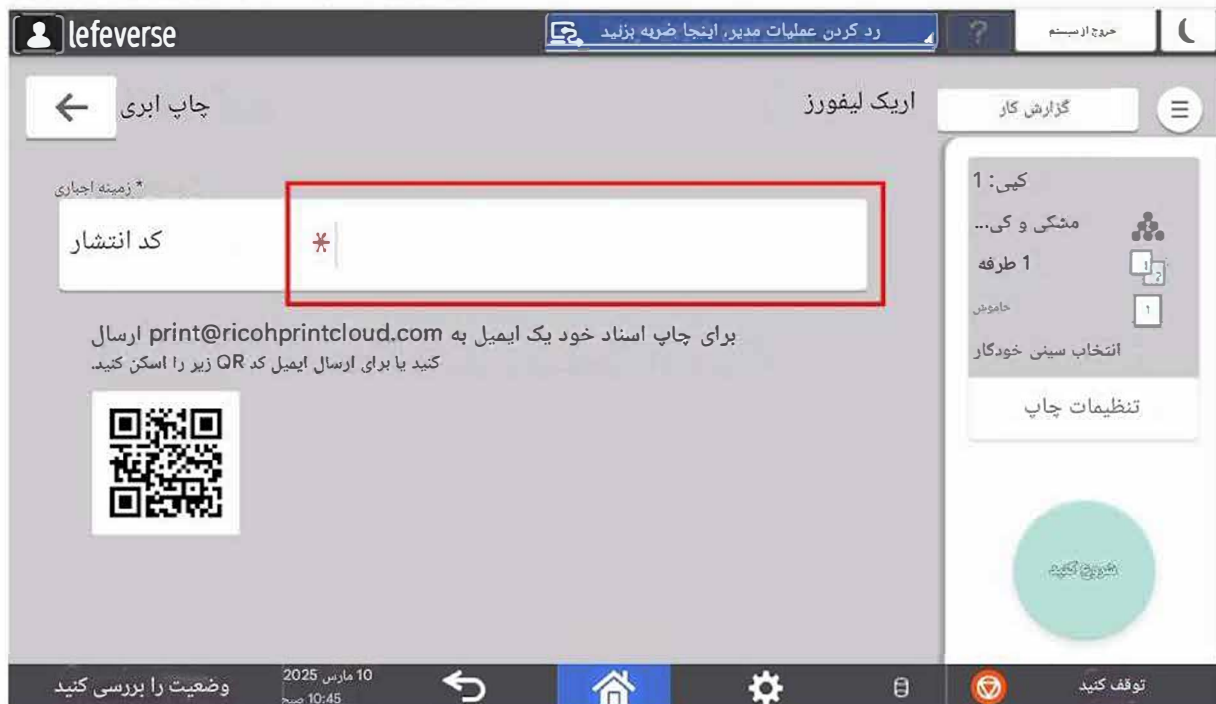 lefeverse
رد کردن عملیات مدیر، اینجا ضربه بزنید
?
خروج از سیستم
چاپ ابری
اریک لیفورز
گزارش کار
* زمینه اجباری
کد انتشار
*
برای چاپ اسناد خود یک ایمیل به print@ricohprintcloud.com ارسال
کنید یا برای ارسال ایمیل کد QR زیر را اسکن کنید.
کپی: 1
مشکی و کی...
1 طرفه
خاموش
انتخاب سینی خودگار
تنظیمات چاپ
شروع کنید
وضعیت را بررسی کنید
10 مارس 2025
10:45 صبح
توقف کنید